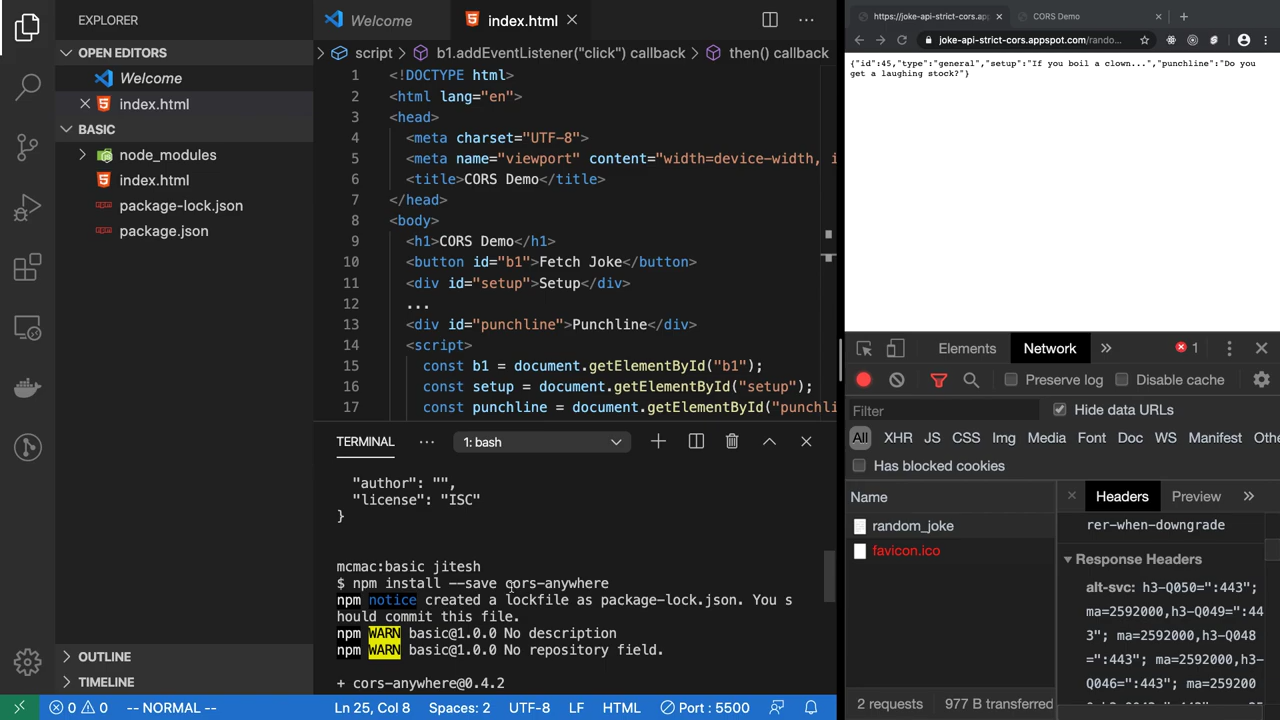 EXPLORER
OPEN EDITORS
Welcome
index.html
BASIC
node_modules
index.html
package-lock.json
package.json
OUTLINE
TIMELINE
Welcome
index.html
script
b1.addEventListener("click") callback
then() callback
1 <!DOCTYPE html>
2 <html lang="en">
3 <head>
4 <meta charset="UTF-8">
5 <meta name="viewport" content="width=device-width, i
6 <title>CORS Demo</title>
7 </head>
8 <body>
9 <h1>CORS Demo</h1>
10 <button id="b1">Fetch Joke</button>
11 <div id="setup">Setup</div>
12 ...
13 <div id="punchline">Punchline</div>
14 <script>
15 const b1 = document.getElementById("b1");
16 const setup = document.getElementById("setup");
17 const punchline = document.getElementById("punchli
TERMINAL
1: bash
"author": "",
"license": "ISC"
}
mcmac:basic jitesh
$ npm install --save cors-anywhere
npm notice created a lockfile as package-lock.json. You s
hould commit this file.
npm WARN basic@1.0.0 No description
npm WARN basic@1.0.0 No repository field.
+ cors-anywhere@0.4.2
0 0 -- NORMAL -- Ln 25, Col 8 Spaces: 2 UTF-8 LF HTML Port : 5500
https://joke-api-strict-cors.app
CORS Demo
joke-api-strict-cors.appspot.com/rando...
{"id":45,"type":"general","setup":"If you boil a clown...","punchline":"Do you
get a laughing stock?"}
Elements Network 1
Preserve log Disable cache
Filter
Hide data URLs
All XHR JS CSS Img Media Font Doc WS Manifest Othe
Has blocked cookies
Name
random_joke
favicon.ico
Headers Preview
rer-when-downgrade
Response Headers
alt-svc: h3-Q050=":443";
ma=2592000,h3-Q049=":44
3"; ma=2592000,h3-Q048
=":443"; ma=2592000,h3-
Q046=":443"; ma=259200
2 requests 977 B transferred